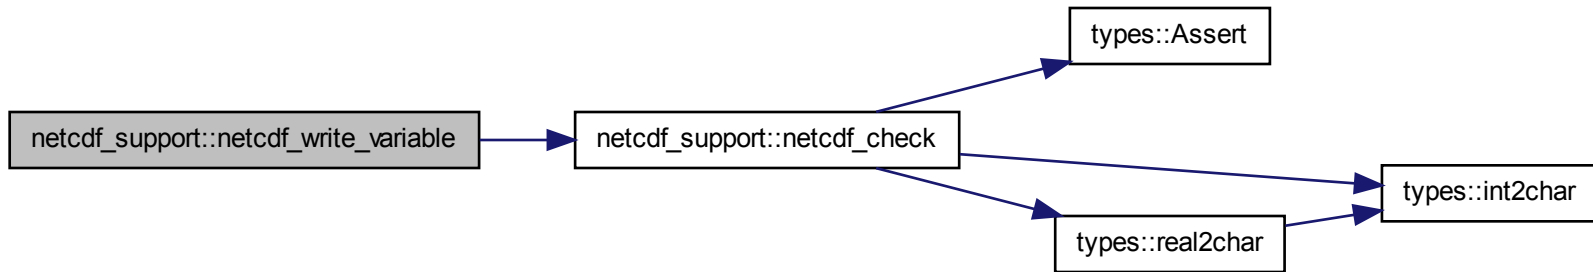 types::Assert
netcdf_support::netcdf_write_variable
netcdf_support::netcdf_check
types::int2char
types::real2char